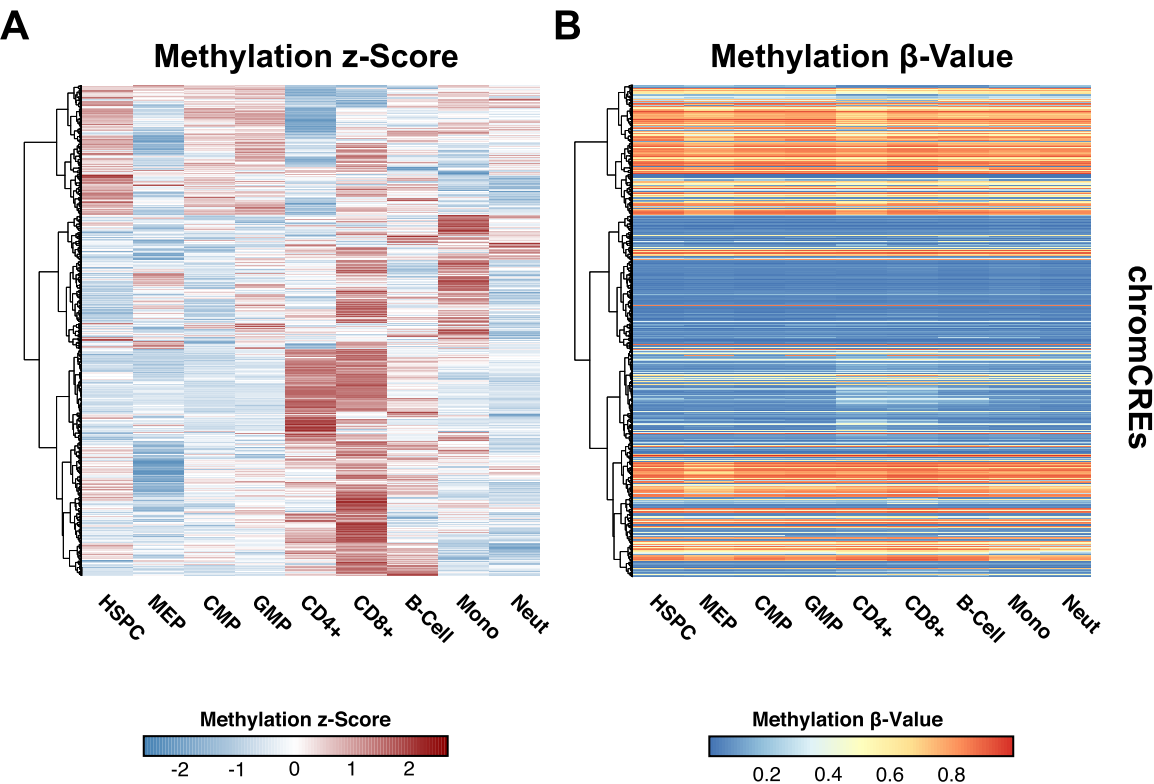 A
B
Methylation z-Score
Methylation β-Value
chromCREs
HSPC MEP CMP GMP CD4+ CD8+ B-Cell Mono Neut
HSPC MEP CMP GMP CD4+ CD8+ B-Cell Mono Neut
Methylation z-Score
-2 -1 0 1 2
Methylation β-Value
0.2 0.4 0.6 0.8